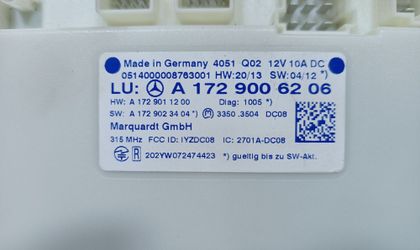 Made in Germany 4051 Q02 12V 10A DC
0514000008763001 HW:20/13 SW:04/12 *)
LU: A 172 900 62 06
HW: A 172 901 12 00 Diag: 1005 *)
SW: A 172 902 34 04 *) 3350 .3504 DC08
Marquardt GmbH
315 MHz FCC ID: IYZDC08 IC: 2701A-DC08
R 202YW072474423 *) gueltig bis zu SW-Akt.